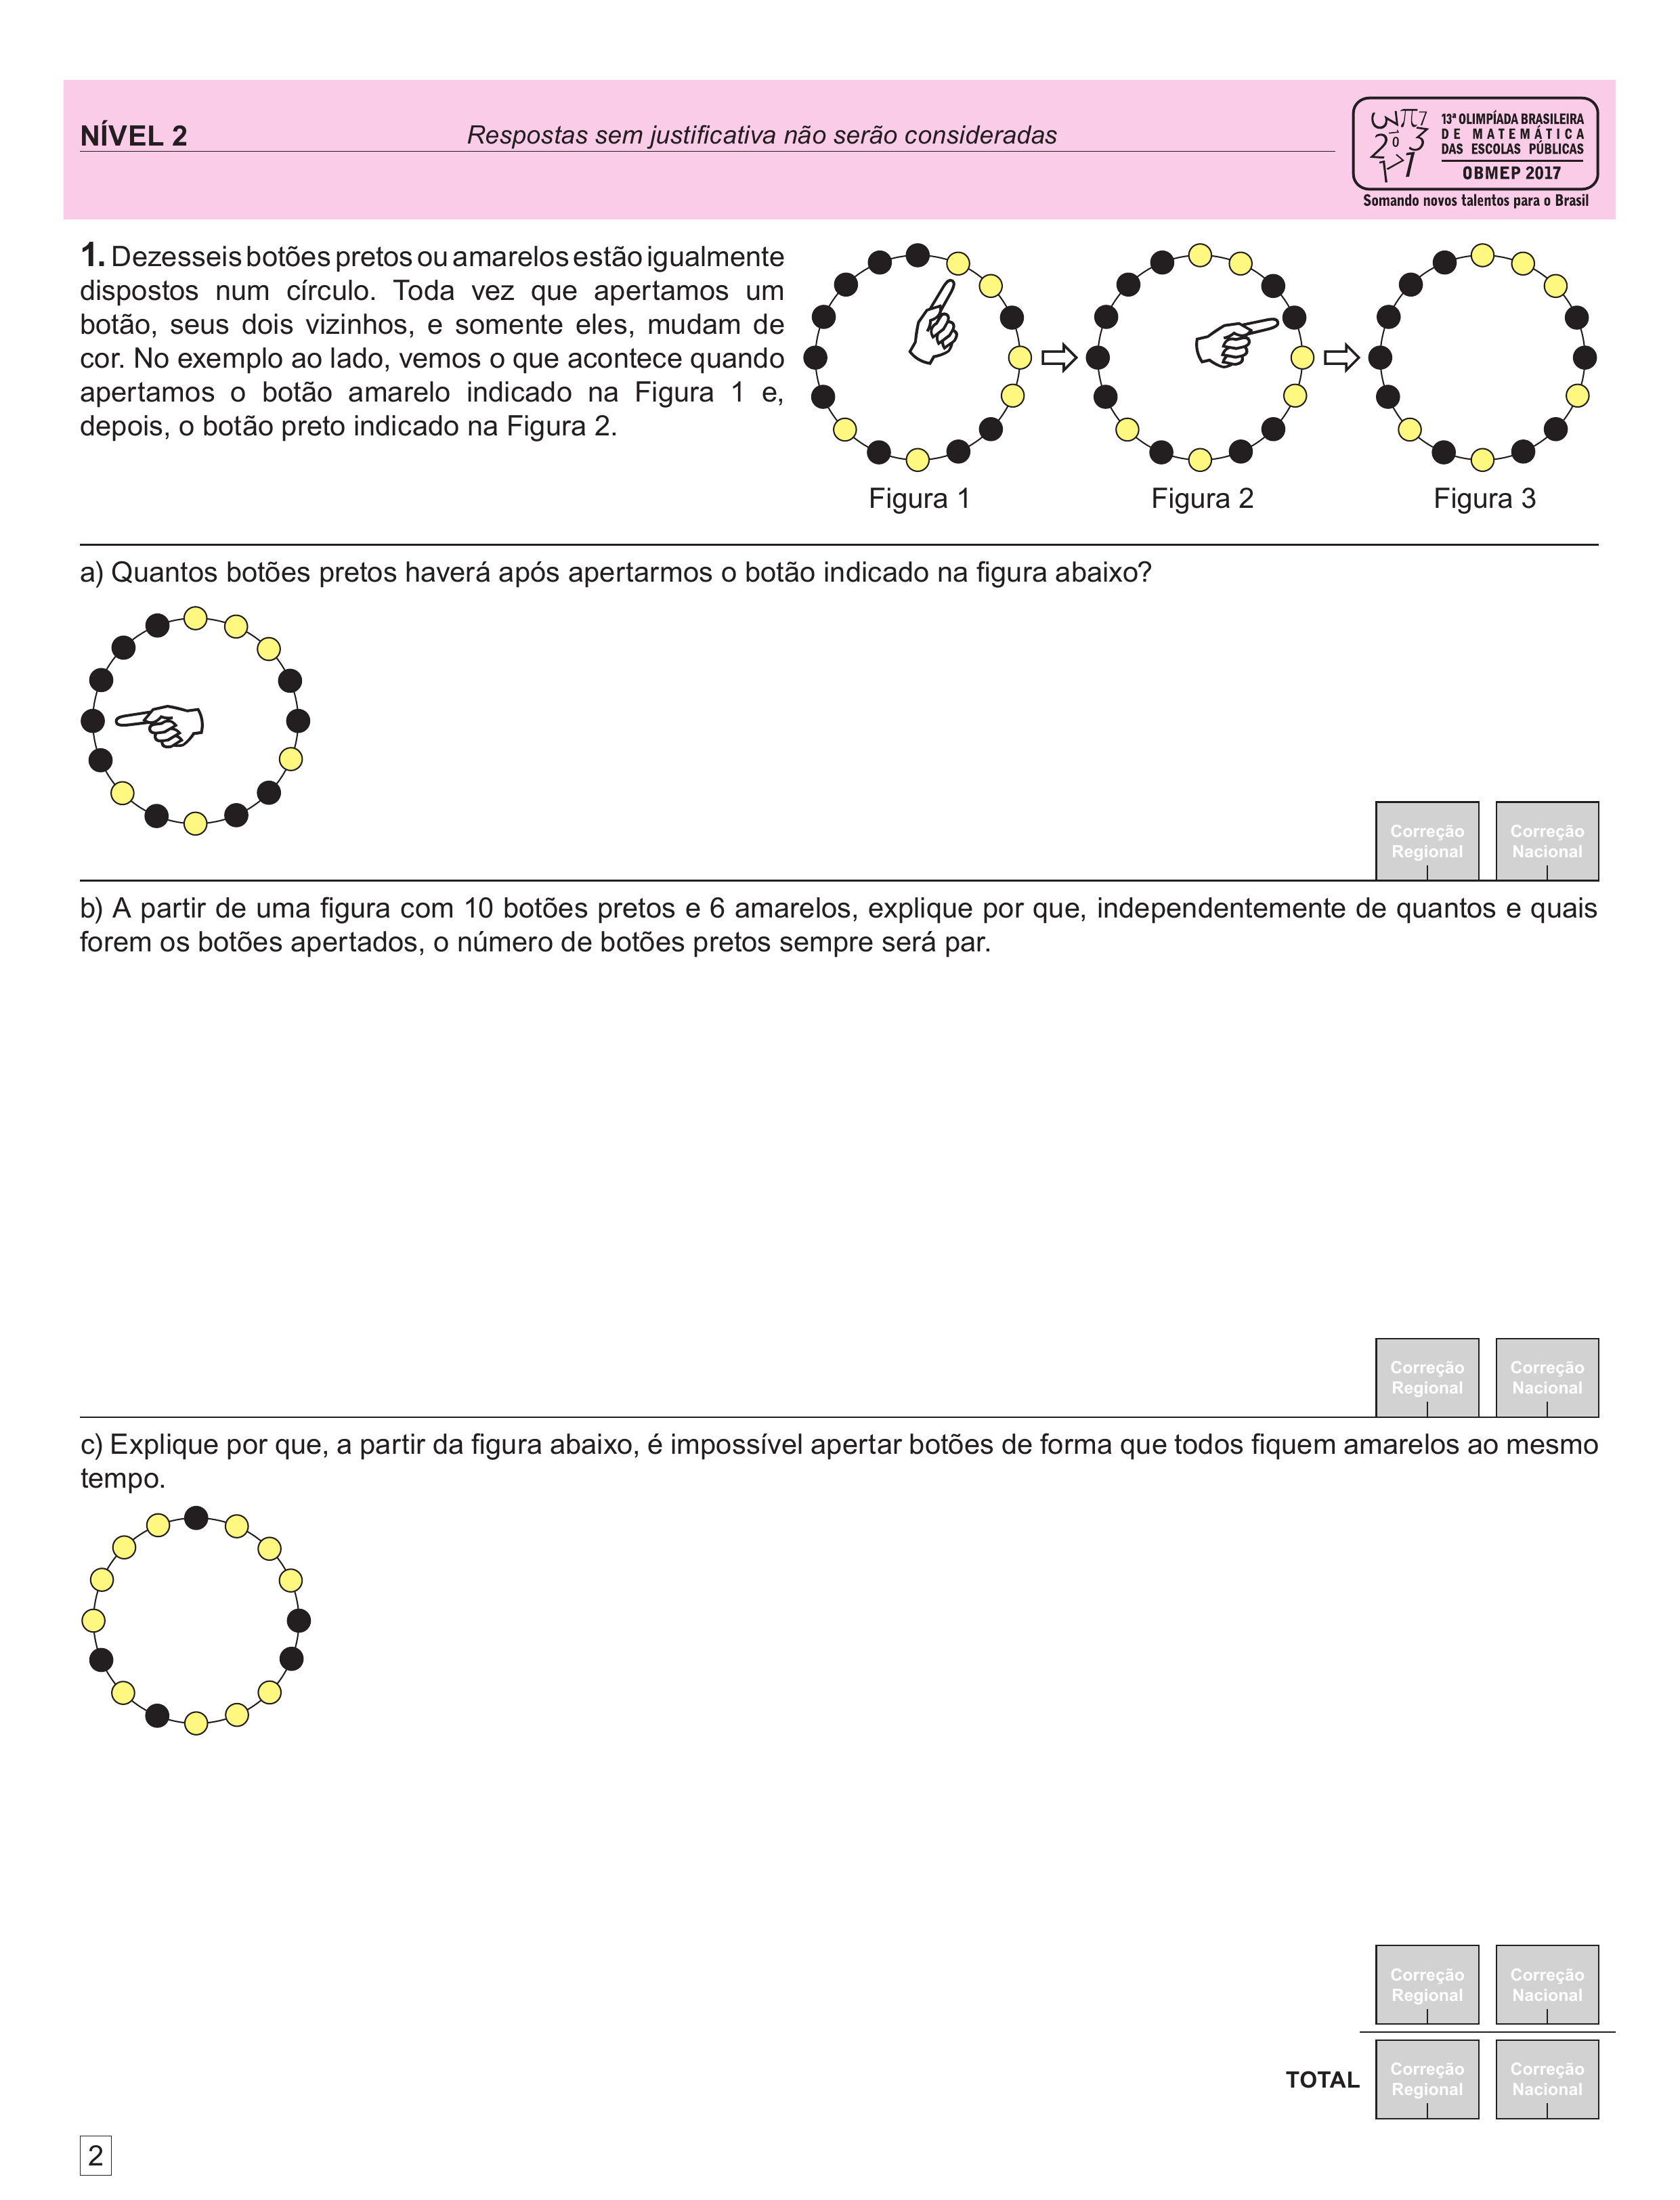 NÍVEL 2
Respostas sem justificativa não serão consideradas
13ª OLIMPÍADA BRASILEIRA
DE MATEMÁTICA
DAS ESCOLAS PÚBLICAS
OBMEP 2017
Somando novos talentos para o Brasil
1. Dezesseis botões pretos ou amarelos estão igualmente
dispostos num círculo. Toda vez que apertamos um
botão, seus dois vizinhos, e somente eles, mudam de
cor. No exemplo ao lado, vemos o que acontece quando
apertamos o botão amarelo indicado na Figura 1 e,
depois, o botão preto indicado na Figura 2.
Figura 1
Figura 2
Figura 3
a) Quantos botões pretos haverá após apertarmos o botão indicado na figura abaixo?
Correção
Regional
Correção
Nacional
b) A partir de uma figura com 10 botões pretos e 6 amarelos, explique por que, independentemente de quantos e quais
forem os botões apertados, o número de botões pretos sempre será par.
Correção
Regional
Correção
Nacional
c) Explique por que, a partir da figura abaixo, é impossível apertar botões de forma que todos fiquem amarelos ao mesmo
tempo.
Correção
Regional
Correção
Nacional
TOTAL
Correção
Regional
Correção
Nacional
2